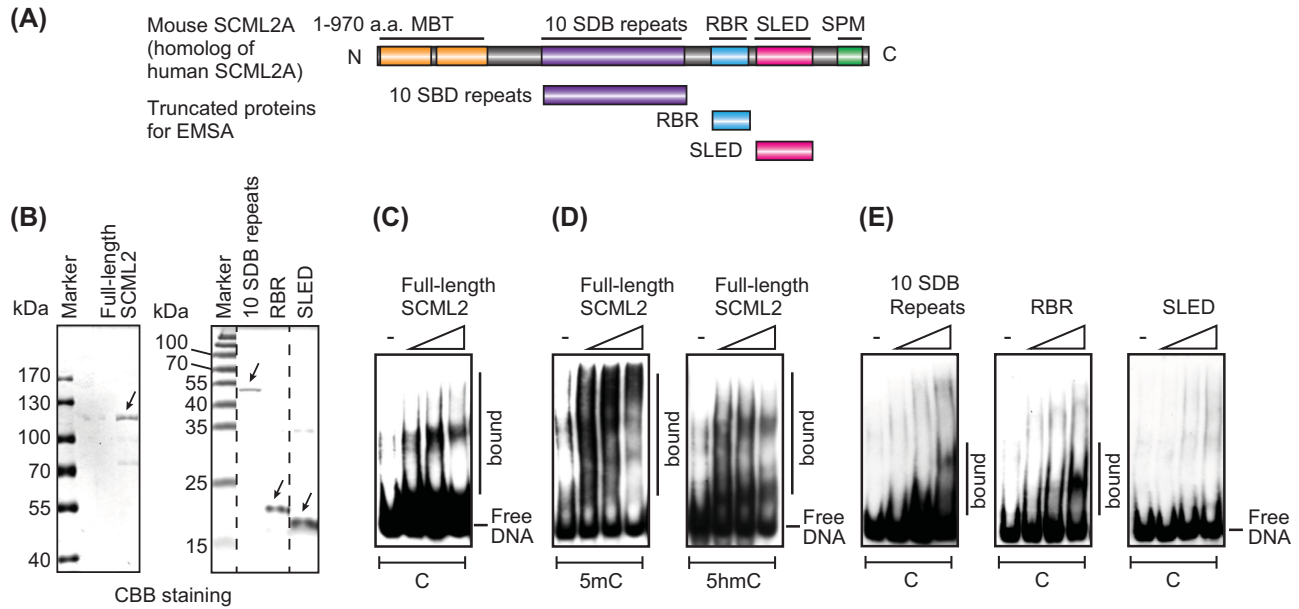 (A)
Mouse SCML2A
(homolog of
human SCML2A)
1-970 a.a. MBT
10 SDB repeats
RBR
SLED
SPM
N
C
Truncated proteins
for EMSA
10 SBD repeats
RBR
SLED
(B)
kDa
Marker
Full-length
SCML2
170
130
100
70
55
40
kDa
Marker
10 SDB repeats
RBR
SLED
100
70
55
40
35
25
15
CBB staining
(C)
Full-length
SCML2
-
bound
Free
DNA
C
(D)
Full-length
SCML2
-
bound
5mC
Full-length
SCML2
-
bound
Free
DNA
5hmC
(E)
10 SDB
Repeats
-
bound
C
RBR
-
bound
C
SLED
-
Free
DNA
C